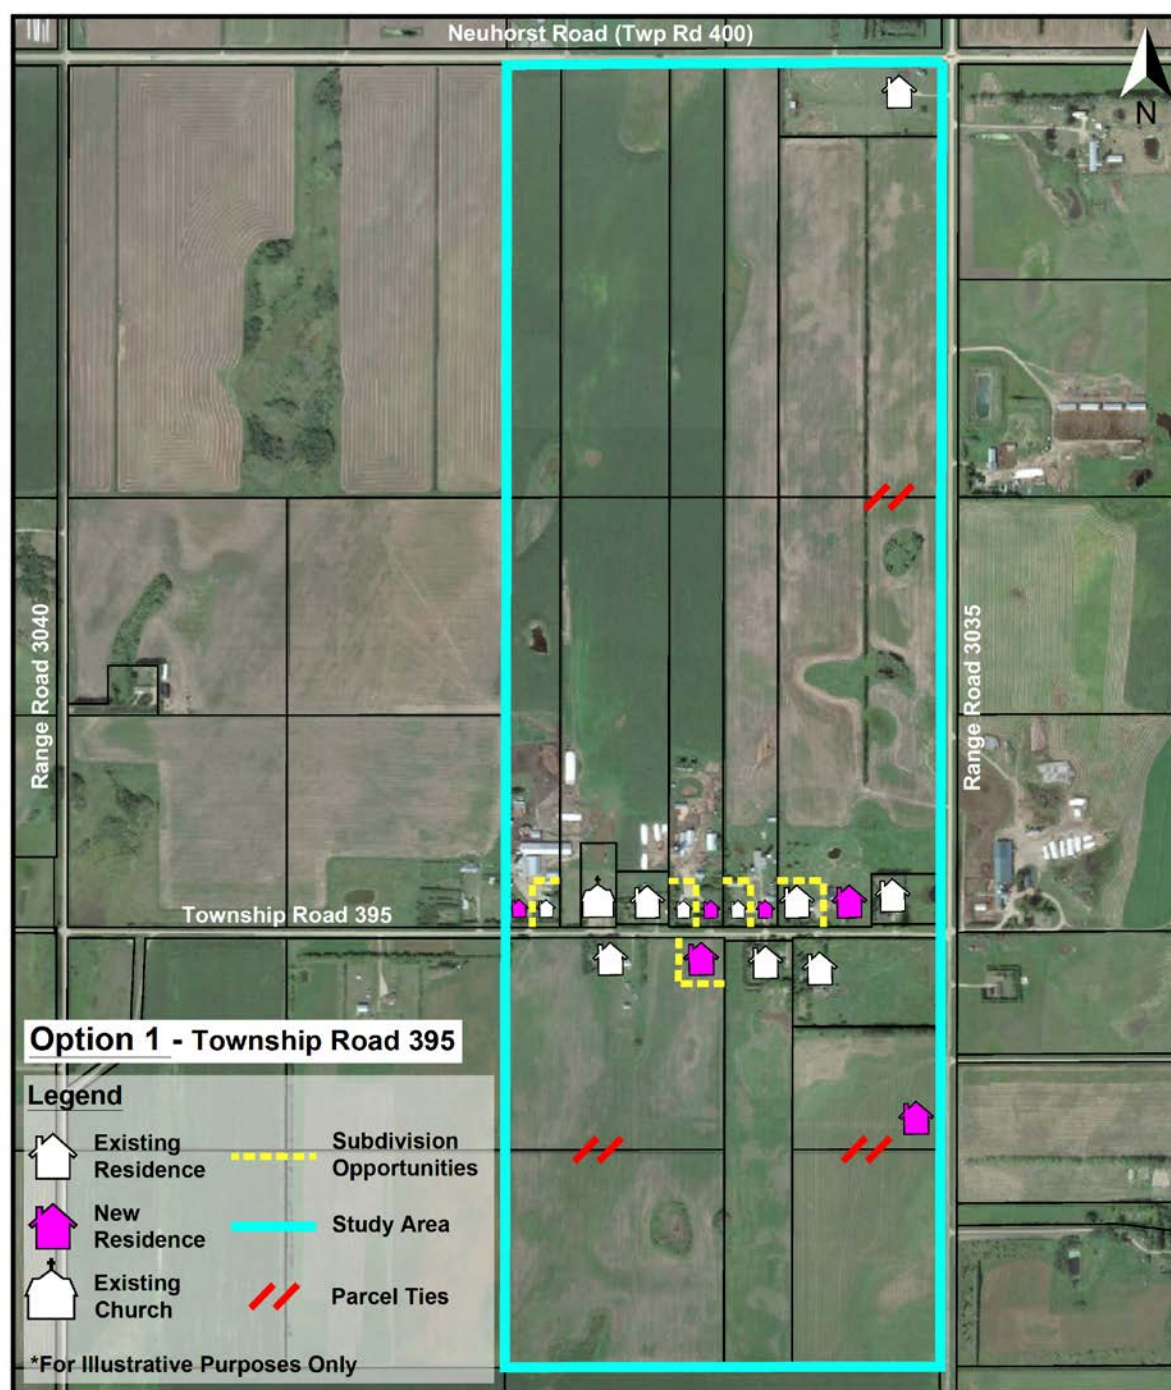 Neuhorst Road (Twp Rd 400)
N
Range Road 3040
Range Road 3035
Township Road 395
Option 1 - Township Road 395
Legend
Existing
Residence
Subdivision
Opportunities
New
Residence
Study Area
Existing
Church
Parcel Ties
*For Illustrative Purposes Only